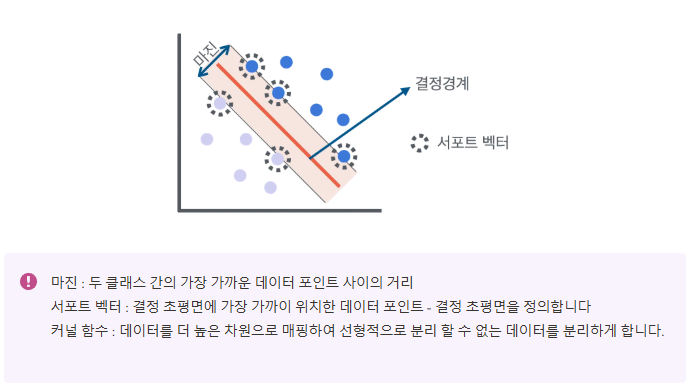 마진
결정경계
서포트 벡터
마진 : 두 클래스 간의 가장 가까운 데이터 포인트 사이의 거리
서포트 벡터 : 결정 초평면에 가장 가까이 위치한 데이터 포인트 - 결정 초평면을 정의합니다
커널 함수 : 데이터를 더 높은 차원으로 매핑하여 선형적으로 분리 할 수 없는 데이터를 분리하게 합니다.